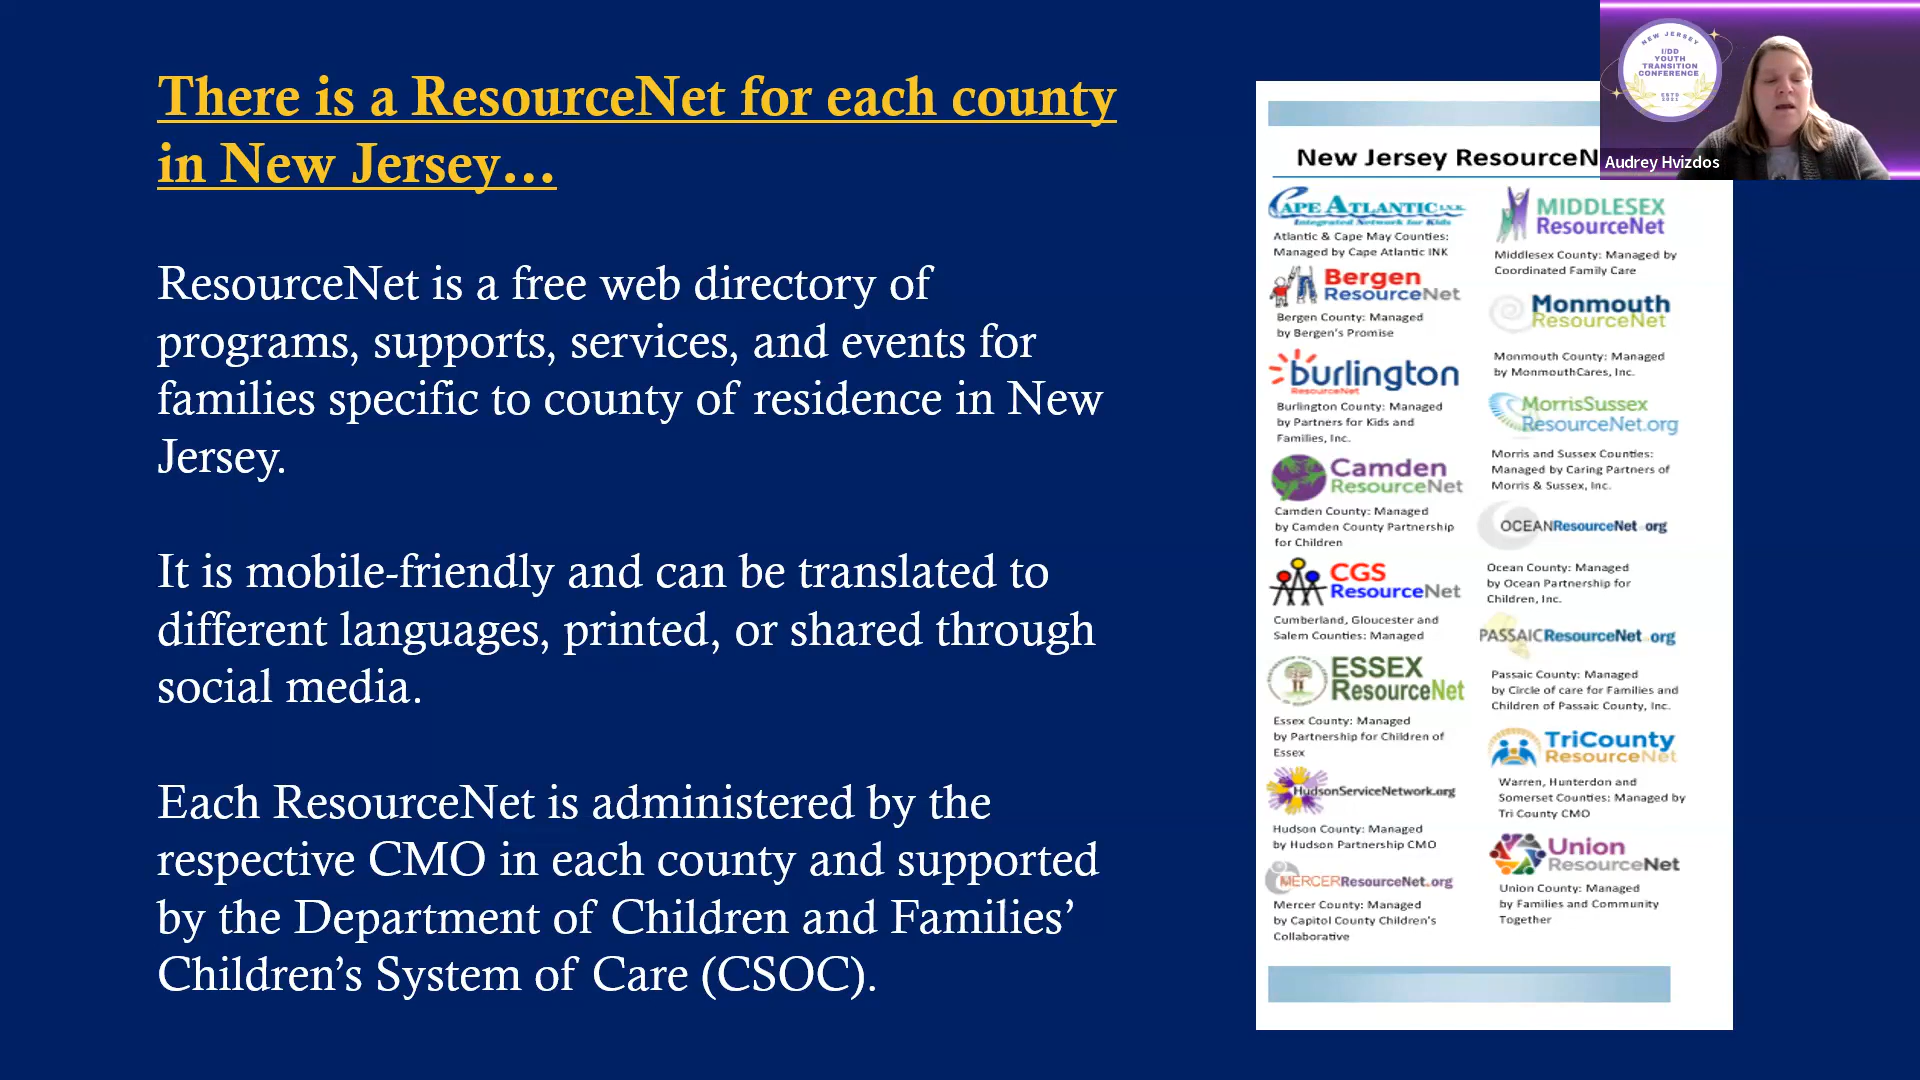 There is a ResourceNet for each county
in New Jersey...
ResourceNet is a free web directory of
programs, supports, services, and events for
families specific to county of residence in New
Jersey.
It is mobile-friendly and can be translated to
different languages, printed, or shared through
social media.
Each ResourceNet is administered by the
respective CMO in each county and supported
by the Department of Children and Families’
Children’s System of Care (CSOC).
New Jersey ResourceN
CAPE ATLANTIC I.N.K.
Integrated Network for Kids
Atlantic & Cape May Counties:
Managed by Cape Atlantic INK
Bergen
ResourceNet
Bergen County: Managed
by Bergen's Promise
burlington
ResourceNet
Burlington County: Managed
by Partners for Kids and
Families, Inc.
Camden
ResourceNet
Camden County: Managed
by Camden County Partnership
for Children
CGS
ResourceNet
Cumberland, Gloucester and
Salem Counties: Managed
ESSEX
ResourceNet
Essex County: Managed
by Partnership for Children of
Essex
HudsonServiceNetwork.org
Hudson County: Managed
by Hudson Partnership CMO
MERCERResourceNet.org
Mercer County: Managed
by Capitol County Children's
Collaborative
MIDDLESEX
ResourceNet
Middlesex County: Managed by
Coordinated Family Care
Monmouth
ResourceNet
Monmouth County: Managed
by MonmouthCares, Inc.
MorrisSussex
ResourceNet.org
Morris and Sussex Counties:
Managed by Caring Partners of
Morris & Sussex, Inc.
OCEANResourceNet.org
Ocean County: Managed
by Ocean Partnership for
Children, Inc.
PASSAICResourceNet.org
Passaic County: Managed
by Circle of care for Families and
Children of Passaic County, Inc.
TriCounty
ResourceNet
Warren, Hunterdon and
Somerset Counties: Managed by
Tri County CMO
Union
ResourceNet
Union County: Managed
by Families and Community
Together
NEW JERSEY
I/DD
YOUTH
TRANSITION
CONFERENCE
ESTD
2021
Audrey Hvizdos